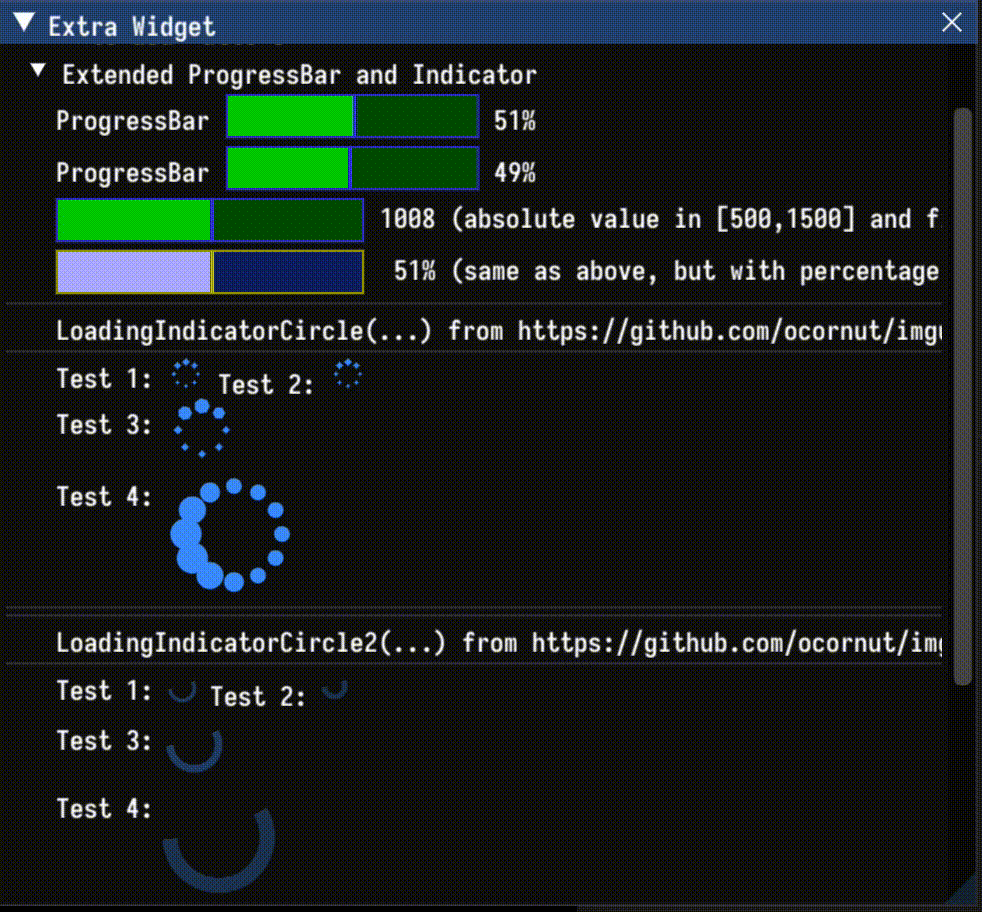 Extra Widget
Extended ProgressBar and Indicator
ProgressBar 51%
ProgressBar 49%
1008 (absolute value in [500,1500] and f
51% (same as above, but with percentage
LoadingIndicatorCircle(...) from https://github.com/ocornut/imgu
Test 1: Test 2:
Test 3:
Test 4:
LoadingIndicatorCircle2(...) from https://github.com/ocornut/img
Test 1: Test 2:
Test 3:
Test 4: